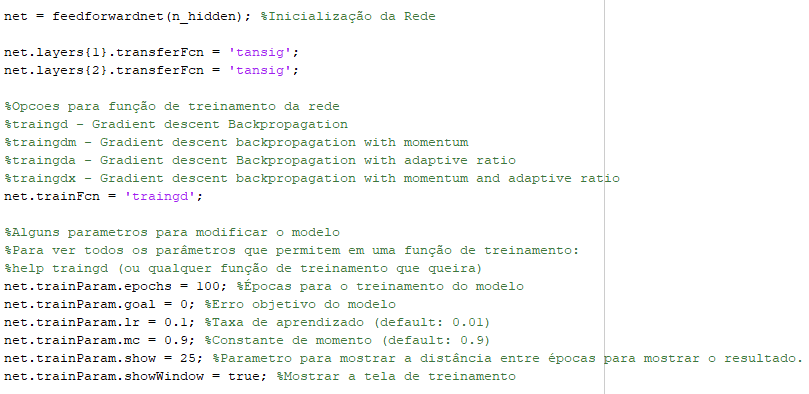 net = feedforwardnet(n_hidden); %Inicialização da Rede
net.layers{1}.transferFcn = 'tansig';
net.layers{2}.transferFcn = 'tansig';
%Opcoes para função de treinamento da rede
%traingd - Gradient descent Backpropagation
%traingdm - Gradient descent backpropagation with momentum
%traingda - Gradient descent Backpropagation with adaptive ratio
%traingdx - Gradient descent backpropagation with momentum and adaptive ratio
net.trainFcn = 'traingd';
%Alguns parametros para modificar o modelo
%Para ver todos os parâmetros que permitem em uma função de treinamento:
%help traingd (ou qualquer função de treinamento que queira)
net.trainParam.epochs = 100; %Épocas para o treinamento do modelo
net.trainParam.goal = 0; %Erro objetivo do modelo
net.trainParam.lr = 0.1; %Taxa de aprendizado (default: 0.01)
net.trainParam.mc = 0.9; %Constante de momento (default: 0.9)
net.trainParam.show = 25; %Parametro para mostrar a distância entre épocas para mostrar o resultado.
net.trainParam.showWindow = true; %Mostrar a tela de treinamento